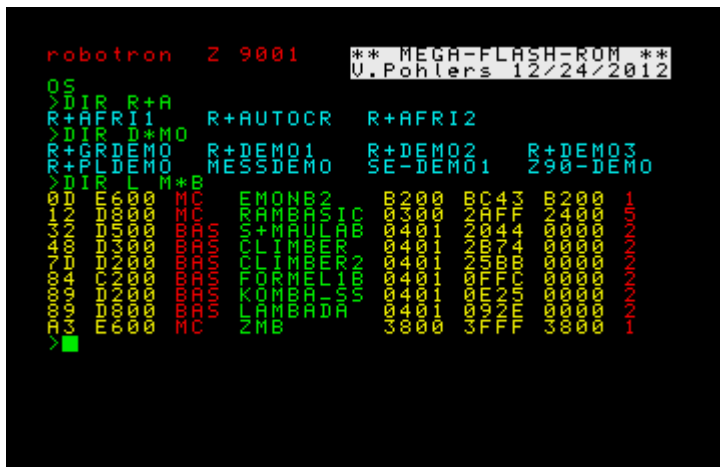 robotron Z 9001 ** MEGA-FLASH-ROM **
V.Pohlers 12/24/2012
OS
>DIR R+A
R+AFRI1 R+AUTOCR R+AFRI2
>DIR D*MO
R+GRDEMO R+DEMO1 R+DEMO2 R+DEMO3
R+PLDEMO MESSDEMO SE-DEMO1 Z90-DEMO
>DIR L M*B
0D E600 MC EMONB2 B200 BC43 B200 1
12 D800 MC RAMBASIC 0300 2AFF 2400 5
32 D500 BAS S+MAULAB 0401 2044 0000 2
48 D300 BAS CLIMBER 0401 2B74 0000 2
7D D200 BAS CLIMBER2 0401 25BB 0000 2
84 C200 BAS FORMEL1B 0401 0FFC 0000 2
89 D200 BAS KOMBA_SS 0401 0E25 0000 2
89 D800 BAS LAMBADA 0401 092E 0000 2
A3 E600 MC ZMB 3800 3FFF 3800 1
>